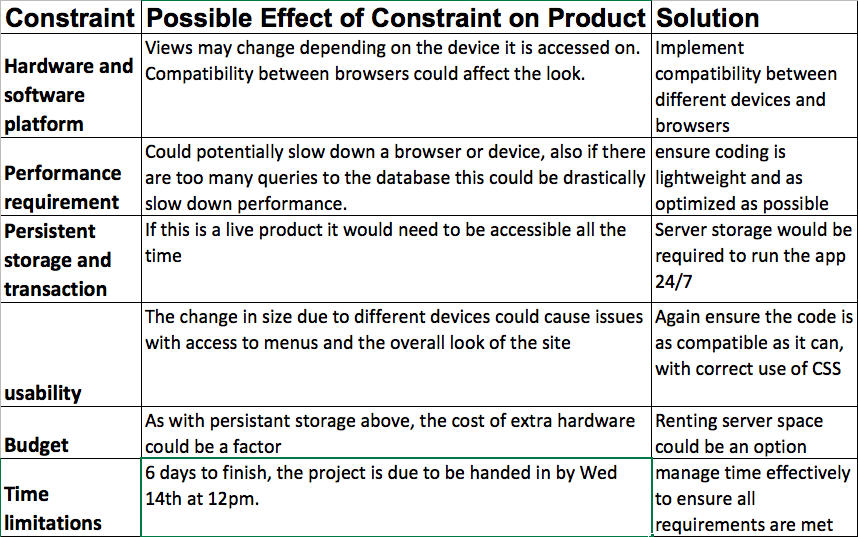 Constraint Possible Effect of Constraint on Product Solution
Hardware and
software
platform
Views may change depending on the device it is accessed on.
Compatibility between browsers could affect the look.
Implement
compatibility between
different devices and
browsers
Performance
requirement
Could potentially slow down a browser or device, also if there
are too many queries to the database this could be drastically
slow down performance.
ensure coding is
lightweight and as
optimized as possible
Persistent
storage and
transaction
If this is a live product it would need to be accessible all the
time
Server storage would be
required to run the app
24/7
usability
The change in size due to different devices could cause issues
with access to menus and the overall look of the site
Again ensure the code is
as compatible as it can,
with correct use of CSS
Budget
As with persistant storage above, the cost of extra hardware
could be a factor
Renting server space
could be an option
Time
limitations
6 days to finish, the project is due to be handed in by Wed
14th at 12pm.
manage time effectively
to ensure all
requirements are met